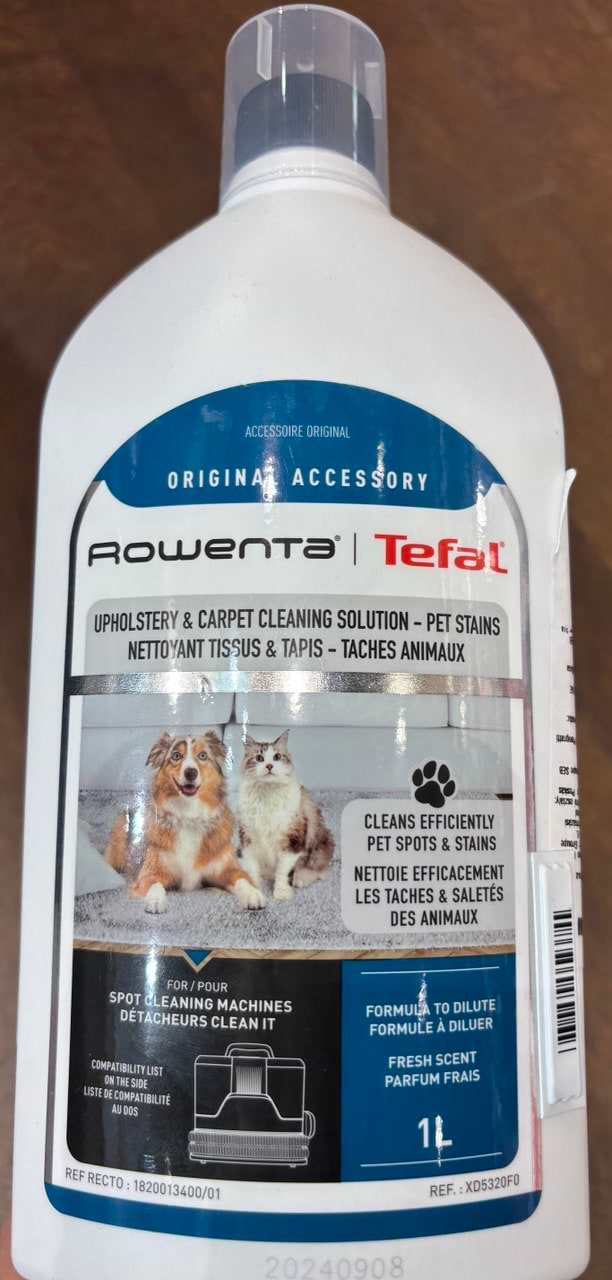 ACCESSOIRE ORIGINAL
ORIGINAL ACCESSORY
Rowenta® | Tefal®
UPHOLSTERY & CARPET CLEANING SOLUTION - PET STAINS
NETTOYANT TISSUS & TAPIS - TACHES ANIMAUX
CLEANS EFFICIENTLY
PET SPOTS & STAINS
NETTOIE EFFICACEMENT
LES TACHES & SALETÉS
DES ANIMAUX
FOR / POUR
SPOT CLEANING MACHINES
DÉTACHEURS CLEAN IT
COMPATIBILITY LIST
ON THE SIDE
LISTE DE COMPATIBILITÉ
AU DOS
FORMULA TO DILUTE
FORMULE À DILUER
FRESH SCENT
PARFUM FRAIS
1L
REF RECTO : 1820013400/01
REF. : XD5320F0
20240908